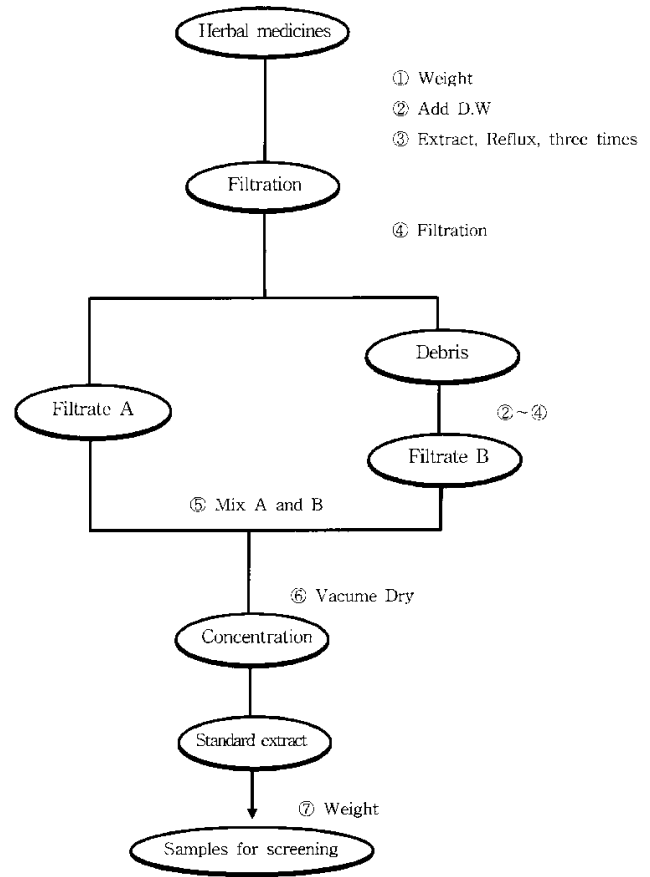 Herbal medicines
① Weight
② Add D.W
③ Extract, Reflux, three times
Filtration
④ Filtration
Debris
Filtrate A
②~④
Filtrate B
⑤ Mix A and B
⑥ Vacume Dry
Concentration
Standard extract
⑦ Weight
Samples for screening